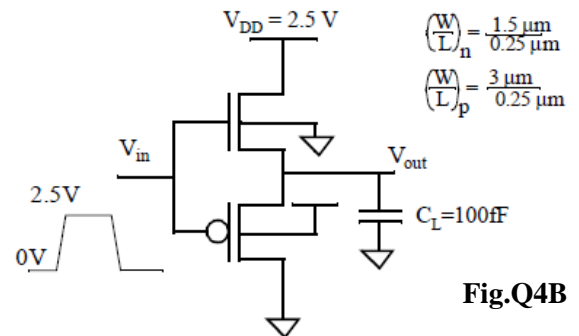 V_DD = 2.5 V
(W/L)_n = 1.5 μm / 0.25 μm
(W/L)_p = 3 μm / 0.25 μm
V_in
V_out
2.5V
0V
C_L=100fF
Fig.Q4B